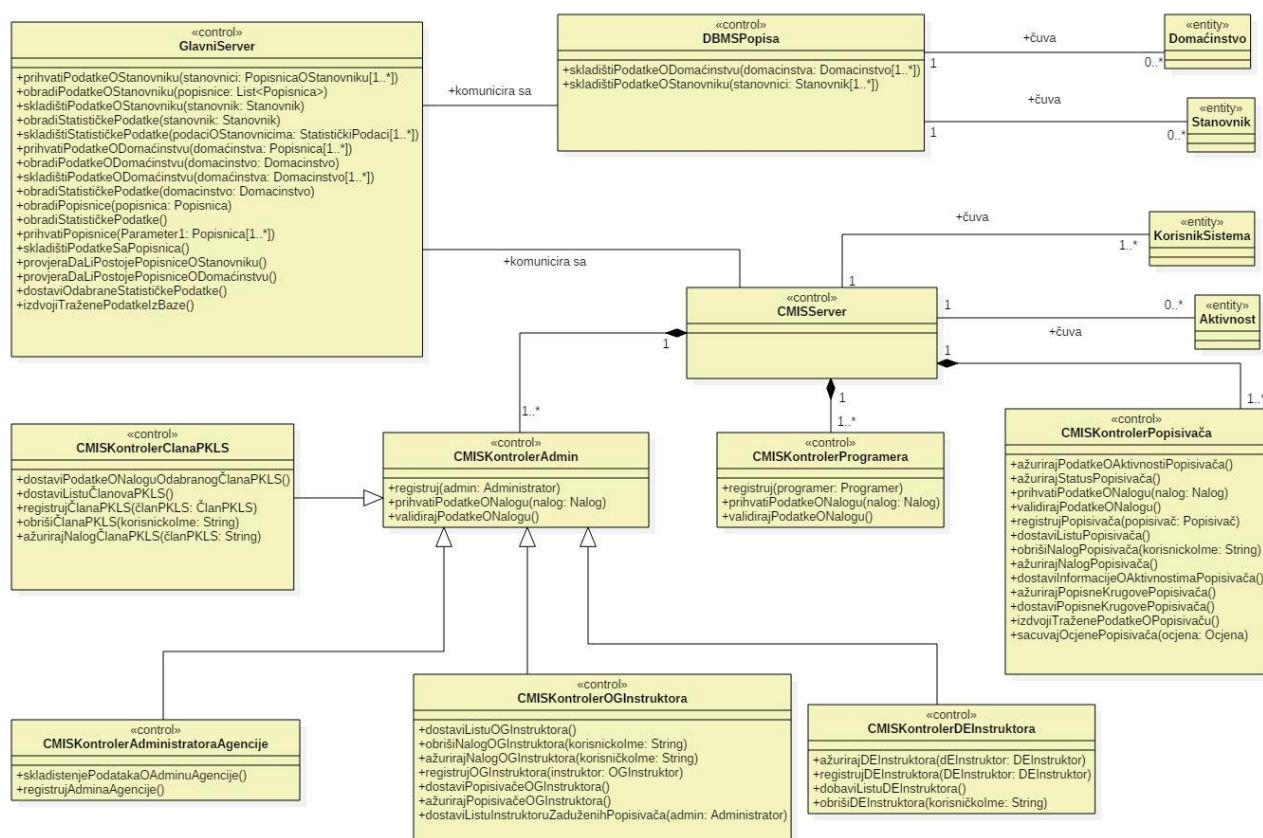 «control»
GlavniServer
+prihvatiPodatkeOStanovniku(stanovnici: PopisnicaOStanovniku[1..*])
+obradiPodatkeOStanovniku(popisnice: List<Popisnica>)
+skladištiPodatkeOStanovniku(stanovnik: Stanovnik)
+obradiStatističkePodatke(stanovnik: Stanovnik)
+skladištiStatističkePodatke(podaciOStanovnicima: StatističkiPodaci[1..*])
+prihvatiPodatkeODomaćinstvu(domaćinstva: Popisnica[1..*])
+obradiPodatkeODomaćinstvu(domacinstvo: Domacinstvo)
+skladištiPodatkeODomaćinstvu(domaćinstva: Domacinstvo[1..*])
+obradiStatističkePodatke(domacinstvo: Domacinstvo)
+obradiPopisnice(popisnica: Popisnica)
+obradiStatističkePodatke()
+prihvatiPopisnice(Parameter1: Popisnica[1..*])
+skladištiPodatkeSaPopisnica()
+provjeraDaLiPostojePopisniceOStanovniku()
+provjeraDaLiPostojePopisniceODomaćinstvu()
+dostaviOdabraneStatističkePodatke()
+izdvojiTraženePodatkeIzBaze()
+komunicira sa
«control»
DBMSPopisa
+skladištiPodatkeODomaćinstvu(domacinstva: Domacinstvo[1..*])
+skladištiPodatkeOStanovniku(stanovnici: Stanovnik[1..*])
+čuva
1
0..*
«entity»
Domaćinstvo
+čuva
1
0..*
«entity»
Stanovnik
+komunicira sa
+čuva
1..*
1
«entity»
KorisnikSistema
«control»
CMISServer
1
0..*
+čuva
«entity»
Aktivnost
1
1..*
1
1..*
1
1..*
«control»
CMISKontrolerClanaPKLS
+dostaviPodatkeONaloguOdabranogČlanaPKLS()
+dostaviListuČlanovaPKLS()
+registrujČlanaPKLS(članPKLS: ČlanPKLS)
+obrišiČlanaPKLS(korisnickoIme: String)
+ažurirajNalogČlanaPKLS(članPKLS: String)
«control»
CMISKontrolerAdmin
+registruj(admin: Administrator)
+prihvatiPodatkeONalogu(nalog: Nalog)
+validirajPodatkeONalogu()
«control»
CMISKontrolerProgramera
+registruj(programer: Programer)
+prihvatiPodatkeONalogu(nalog: Nalog)
+validirajPodatkeONalogu()
«control»
CMISKontrolerPopisivača
+ažurirajPodatkeOAktivnostiPopisivača()
+ažurirajStatusPopisivača()
+prihvatiPodatkeONalogu(nalog: Nalog)
+validirajPodatkeONalogu()
+registrujPopisivača(popisivač: Popisivač)
+dostaviListuPopisivača()
+obrišiNalogPopisivača(korisnickoIme: String)
+ažurirajNalogPopisivača()
+dostaviInformacijeOAktivnostimaPopisivača()
+ažurirajPopisneKrugovePopisivača()
+dostaviPopisneKrugovePopisivača()
+izdvojiTraženePodatkeOPopisivaču()
+sacuvajOcjenePopisivača(ocjena: Ocjena)
«control»
CMISKontrolerAdministratoraAgencije
+skladistenjePodatakaOAdminuAgencije()
+registrujAdminaAgencije()
«control»
CMISKontrolerOGInstruktora
+dostaviListuOGInstruktora()
+obrišiNalogOGInstruktora(korisnickoIme: String)
+ažurirajNalogOGInstruktora(korisničkoIme: String)
+registrujOGInstruktora(instruktor: OGInstruktor)
+dostaviPopisivačeOGInstruktora()
+ažurirajPopisivačeOGInstruktora()
+dostaviListuInstruktoruZaduženihPopisivača(admin: Administrator)
«control»
CMISKontrolerDEInstruktora
+ažurirajDEInstruktora(dEInstruktor: DEInstruktor)
+registrujDEInstruktora(DEInstruktor: DEInstruktor)
+dobaviListuDEInstruktora()
+obrišiDEInstruktora(korisničkoIme: String)